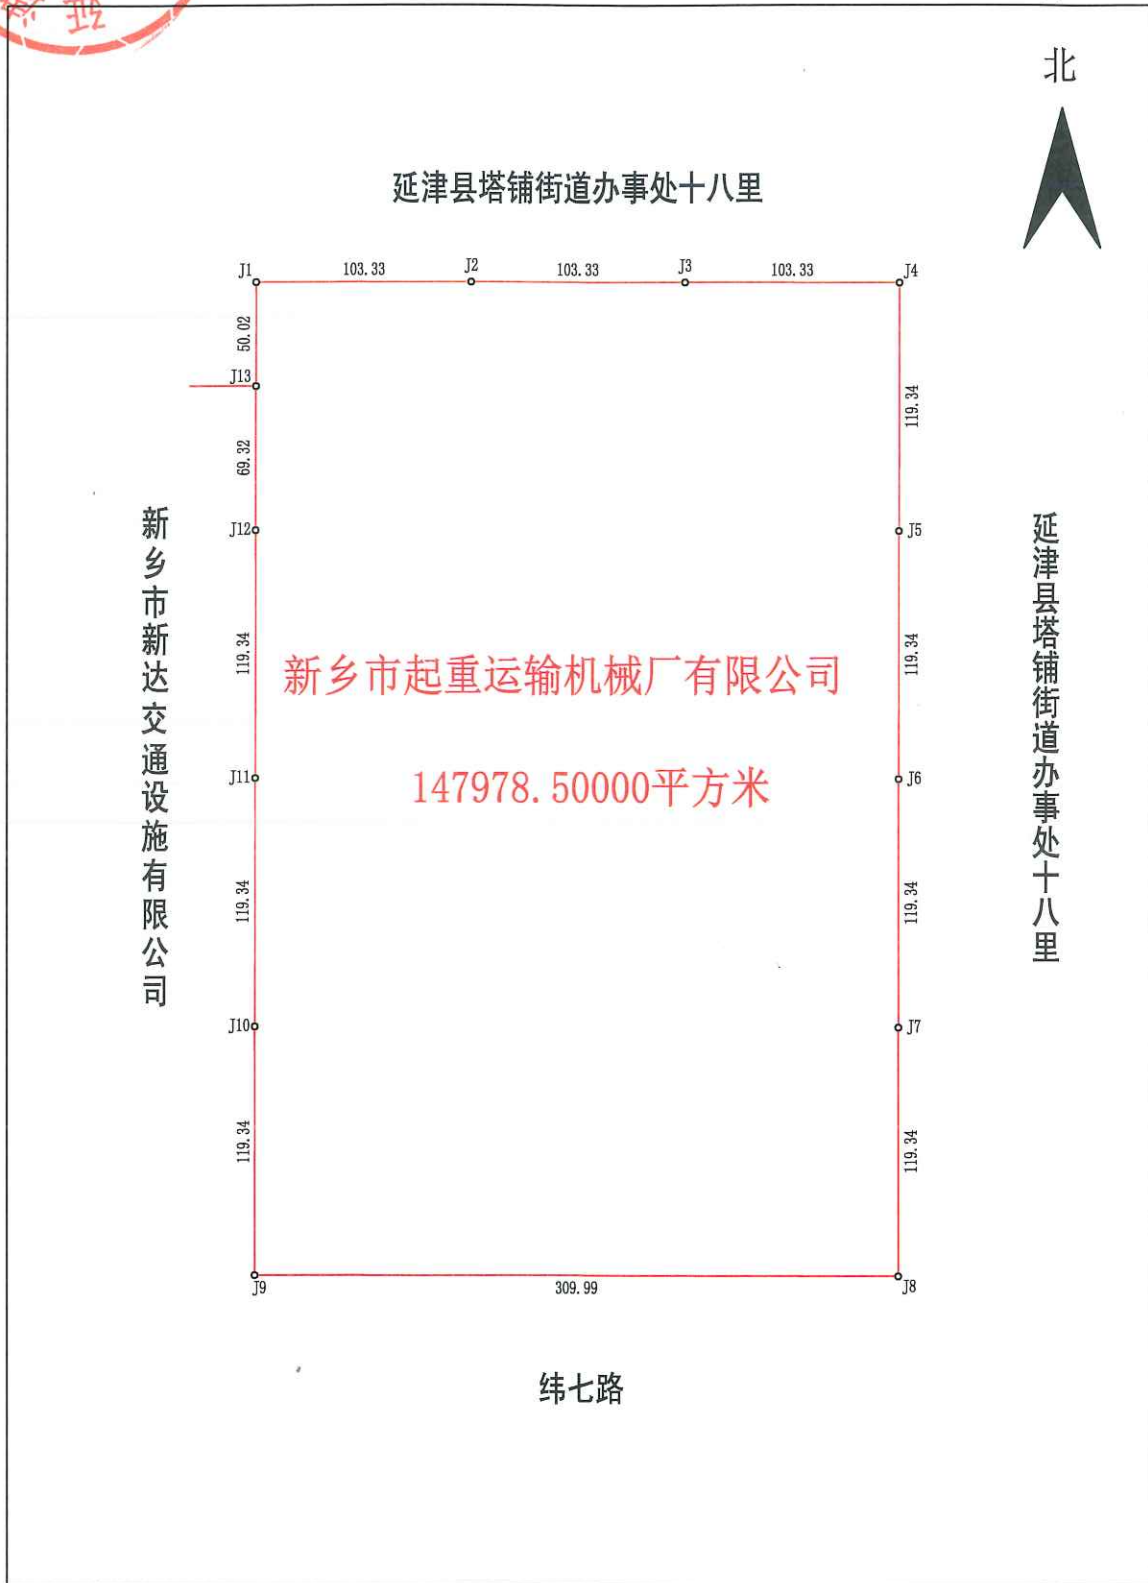 证
北
延津县塔铺街道办事处十八里
J1
103.33
J2
103.33
J3
103.33
J4
50.02
J13
119.34
69.32
J12
J5
新乡市新达交通设施有限公司
延津县塔铺街道办事处十八里
119.34
119.34
新乡市起重运输机械厂有限公司
J11
147978.50000平方米
J6
119.34
119.34
J10
J7
119.34
119.34
J9
309.99
J8
纬七路